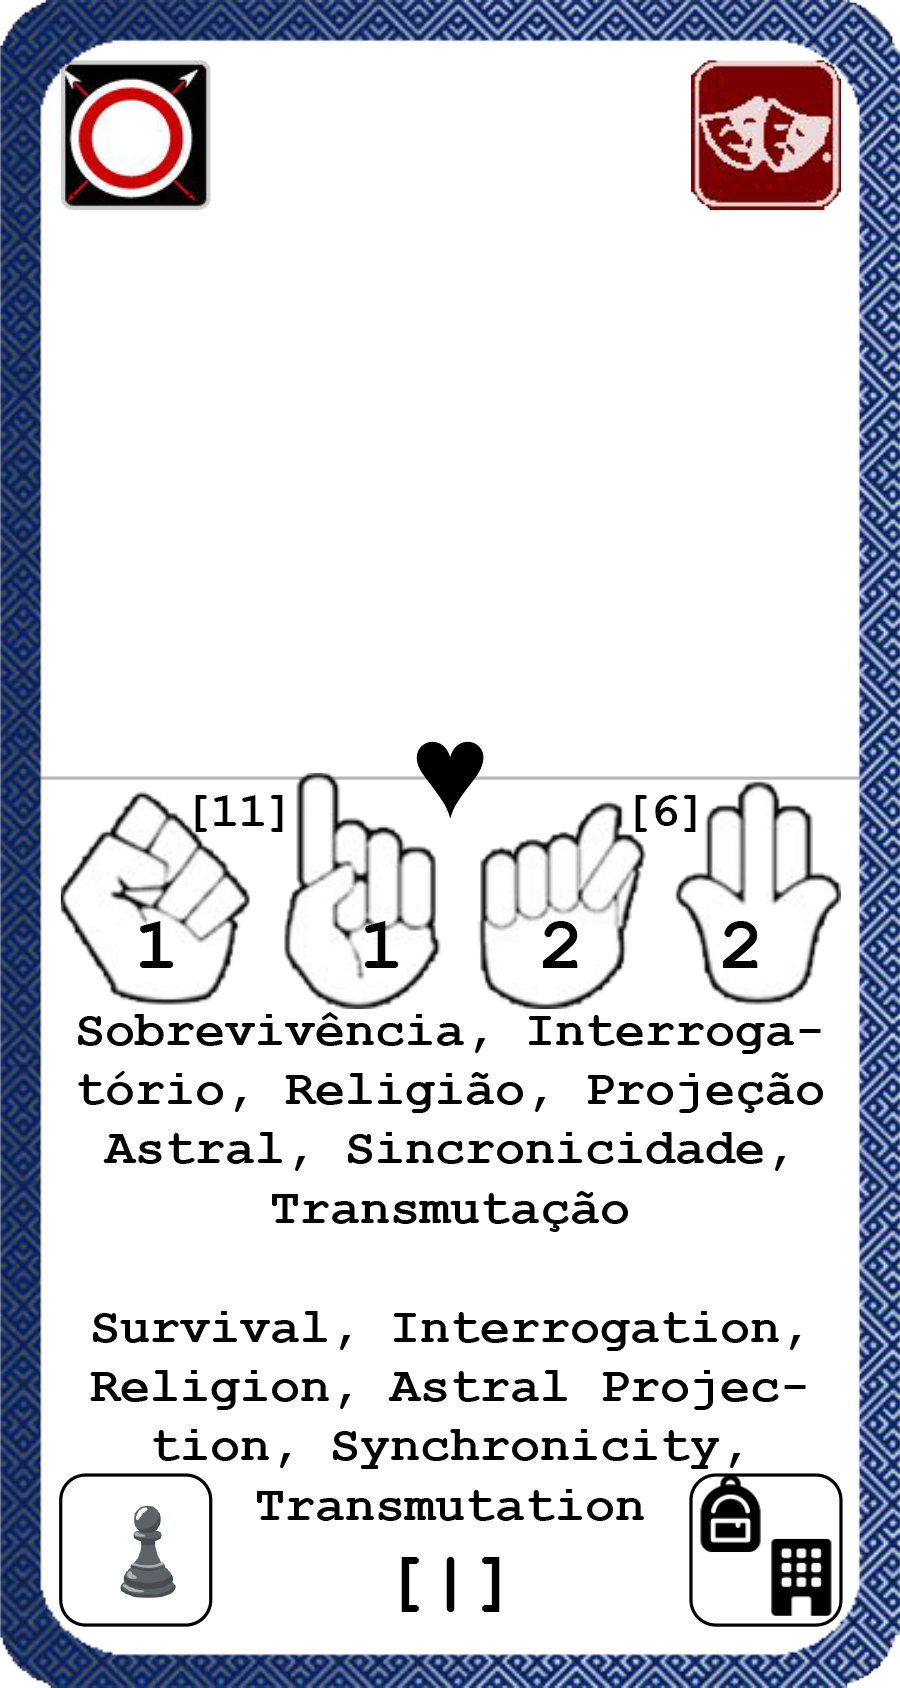 ♥
[11] [6]
1 1 2 2
Sobrevivência, Interroga-
tório, Religião, Projeção
Astral, Sincronicidade,
Transmutação
Survival, Interrogation,
Religion, Astral Projec-
tion, Synchronicity,
Transmutation
[|]